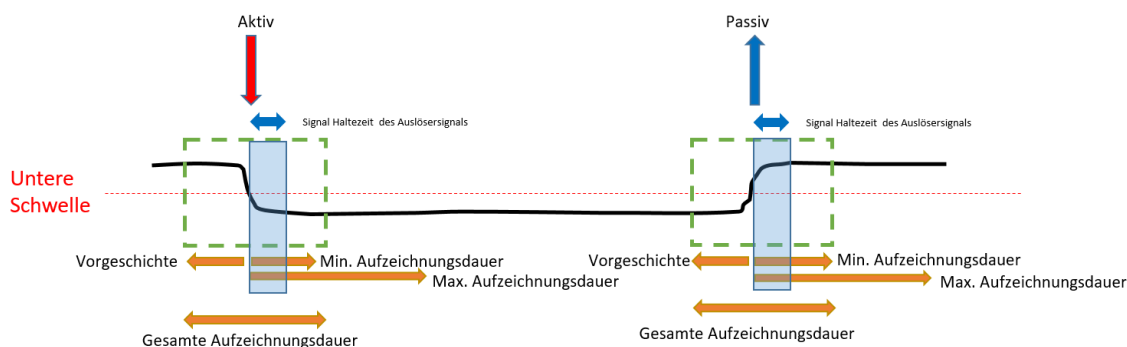 Aktiv
Passiv
Signal Haltezeit des Auslösersignals
Signal Haltezeit des Auslösersignals
Untere
Schwelle
Vorgeschichte
Min. Aufzeichnungsdauer
Vorgeschichte
Min. Aufzeichnungsdauer
Max. Aufzeichnungsdauer
Max. Aufzeichnungsdauer
Gesamte Aufzeichnungsdauer
Gesamte Aufzeichnungsdauer